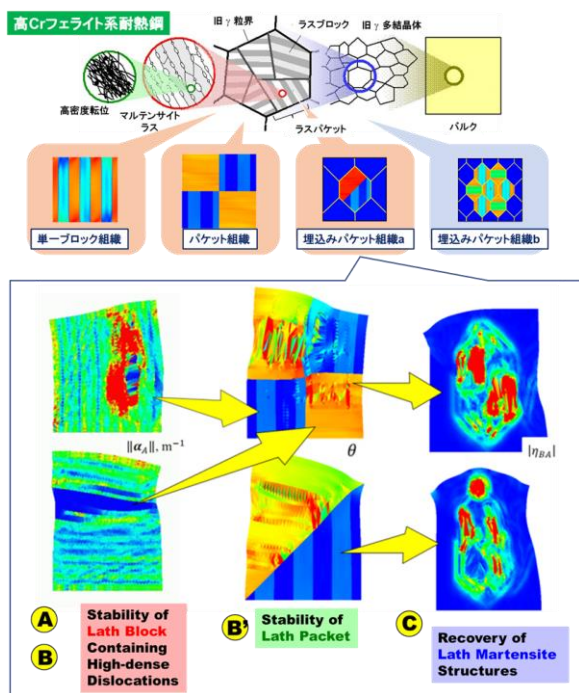 高Crフェライト系耐熱鋼
旧γ粒界
ラスブロック
旧γ多結晶体
高密度転位
マルテンサイト
ラス
ラスパケット
バルク
単一ブロック組織
パケット組織
埋込みパケット組織a
埋込みパケット組織b
‖𝜶_A‖, m⁻¹
θ
|η_BA|
A
B
Stability of
Lath Block
Containing
High-dense
Dislocations
B'
Stability of
Lath Packet
C
Recovery of
Lath Martensite
Structures